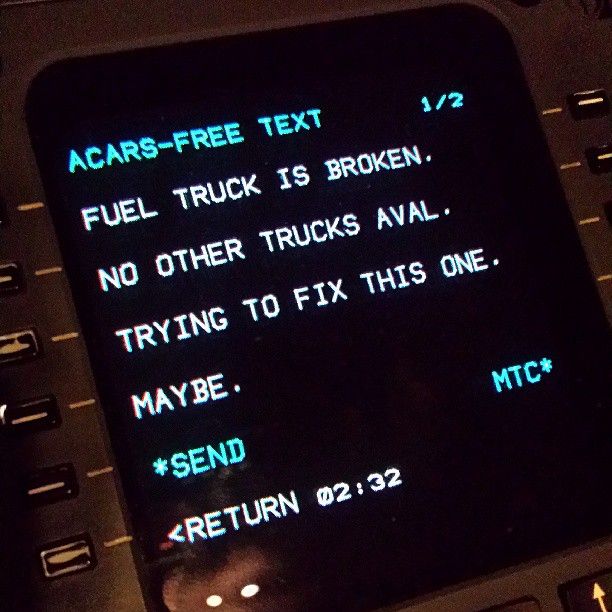 ACARS-FREE TEXT 1/2
FUEL TRUCK IS BROKEN.
NO OTHER TRUCKS AVAL.
TRYING TO FIX THIS ONE.
MAYBE. MTC*
*SEND
<RETURN 02:32